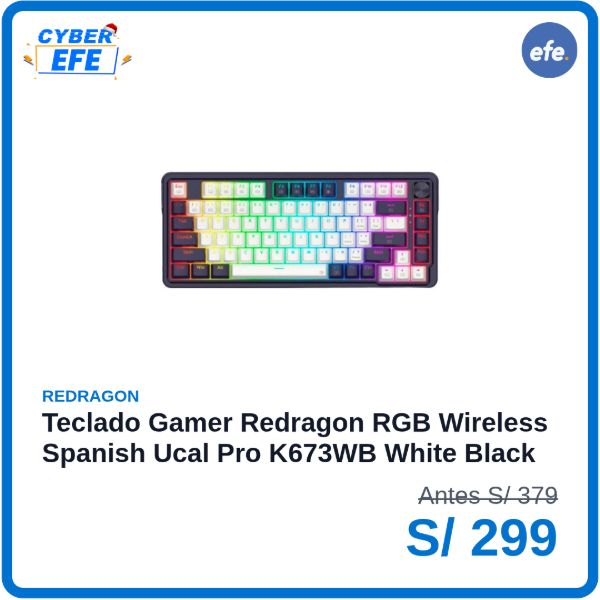 CYBER
EFE
efe.
REDRAGON
Teclado Gamer Redragon RGB Wireless
Spanish Ucal Pro K673WB White Black
Antes S/ 379
S/ 299